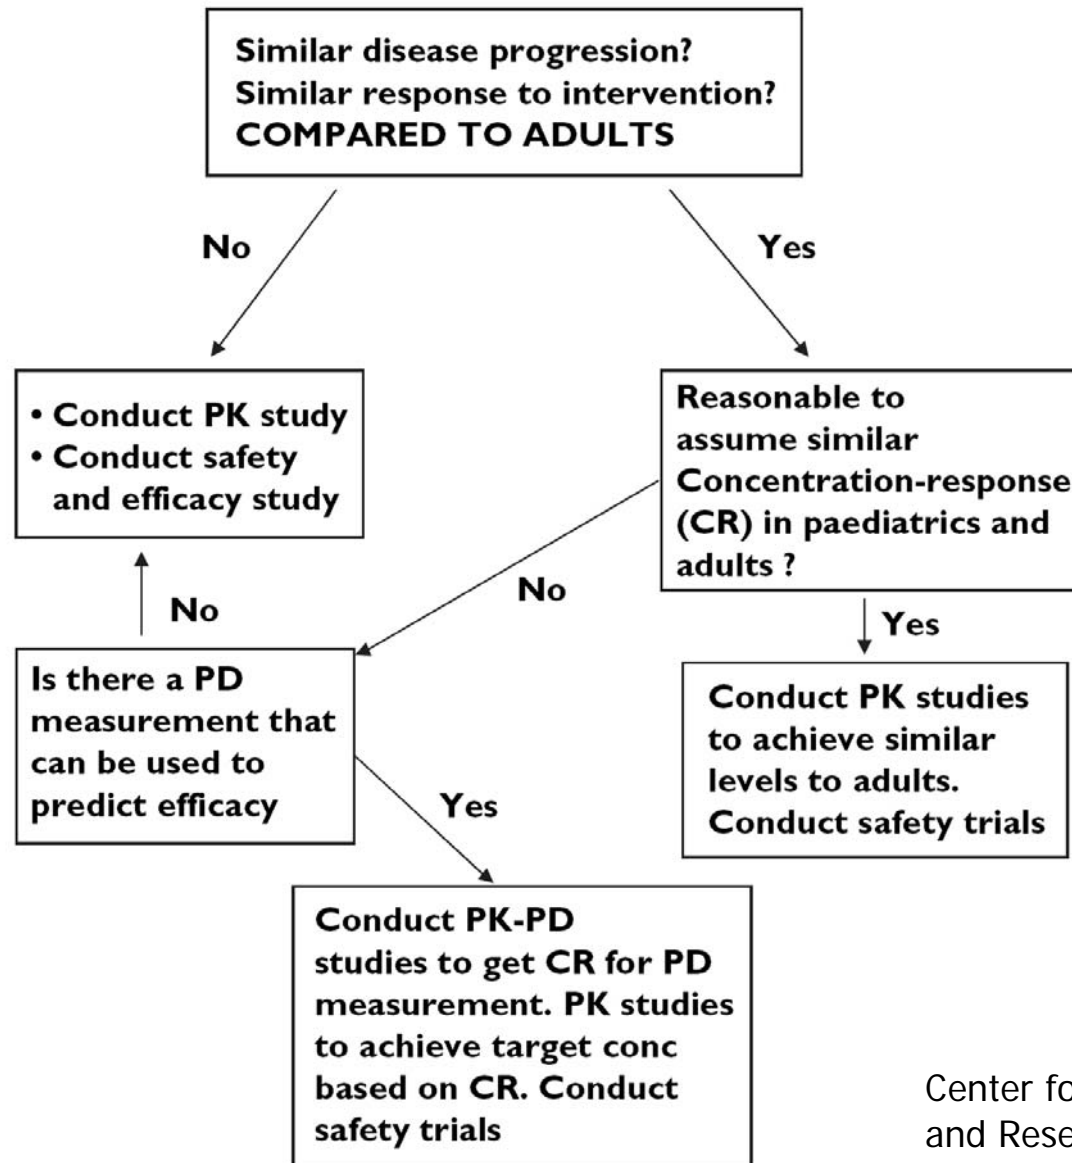 Similar disease progression?
Similar response to intervention?
COMPARED TO ADULTS
No
Yes
• Conduct PK study
• Conduct safety
and efficacy study
Reasonable to
assume similar
Concentration-response
(CR) in paediatrics and
adults ?
No
No
Yes
Is there a PD
measurement that
can be used to
predict efficacy
Conduct PK studies
to achieve similar
levels to adults.
Conduct safety trials
Yes
Conduct PK-PD
studies to get CR for PD
measurement. PK studies
to achieve target conc
based on CR. Conduct
safety trials
Center fo
and Rese